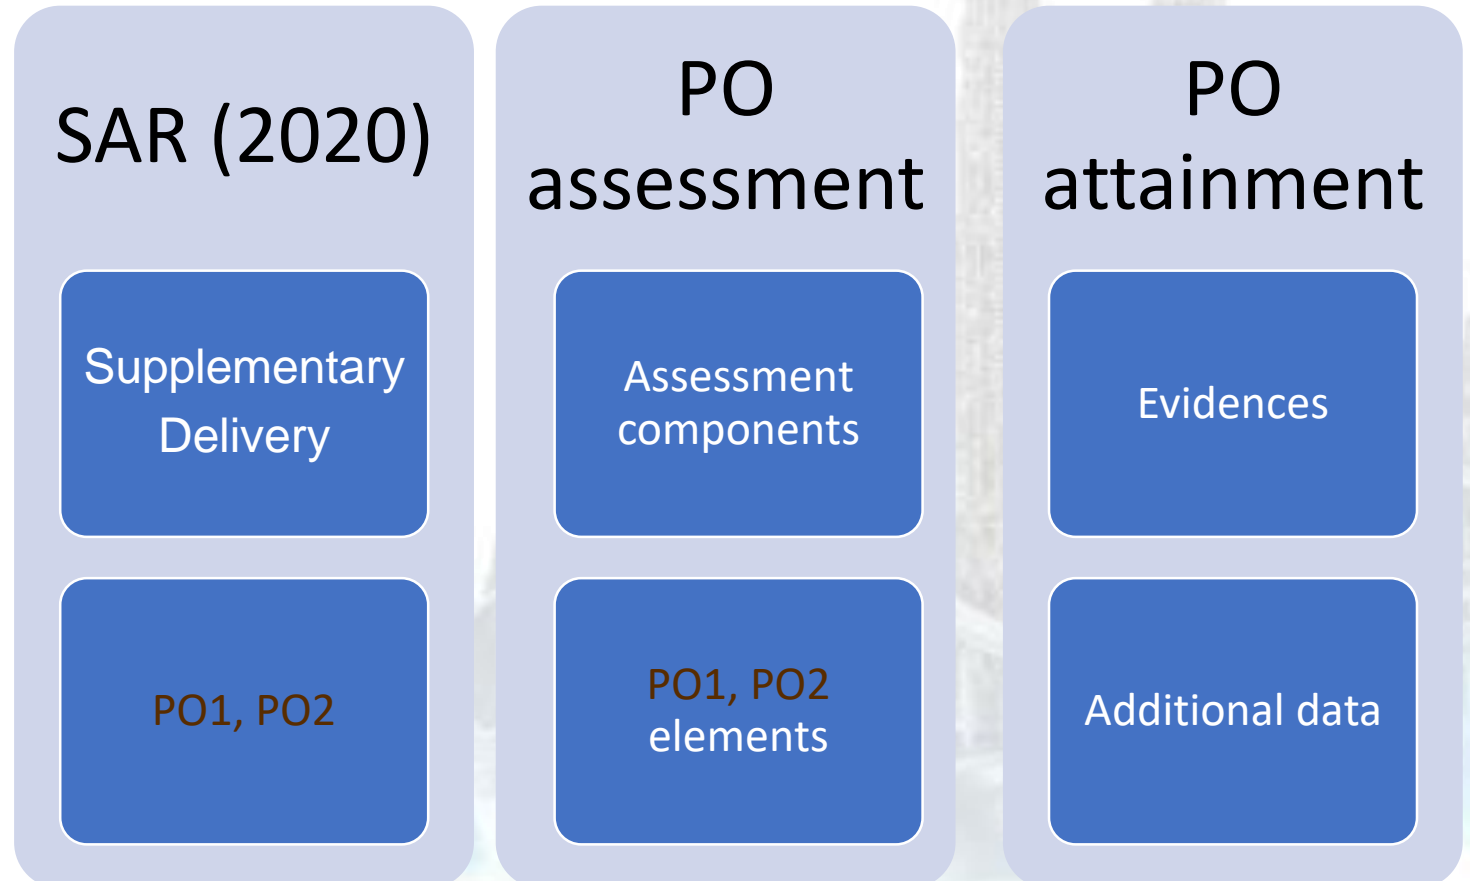 SAR (2020)
Supplementary
Delivery
PO1, PO2
PO
assessment
Assessment
components
PO1, PO2
elements
PO
attainment
Evidences
Additional data